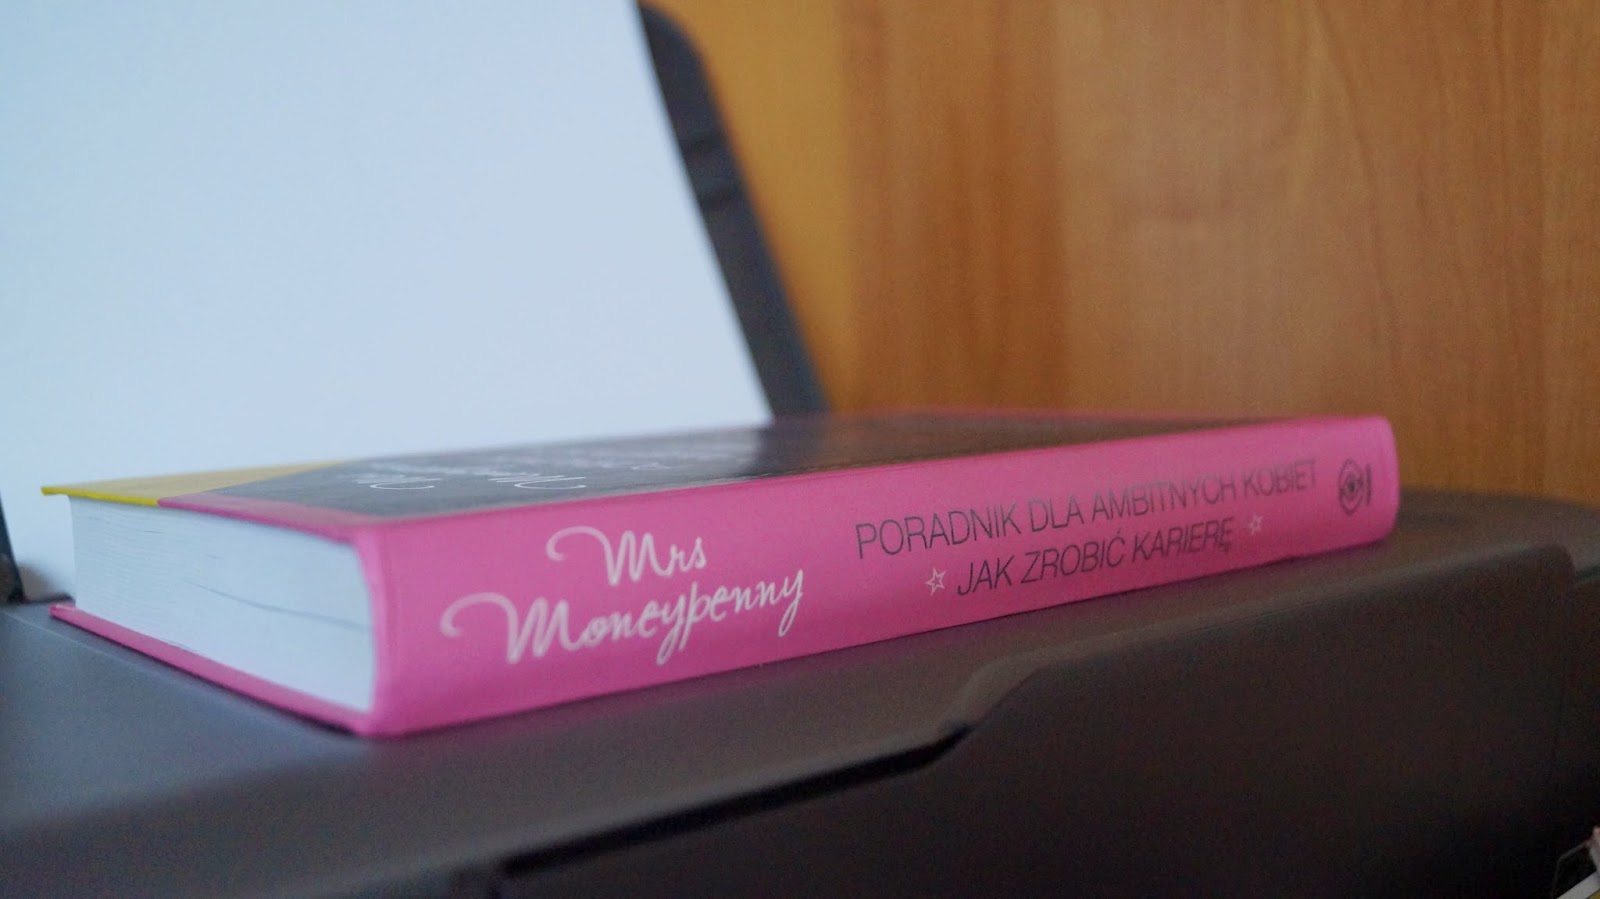 Mrs
Moneypenny
PORADNIK DLA AMBITNYCH KOBIET
JAK ZROBIĆ KARIERĘ